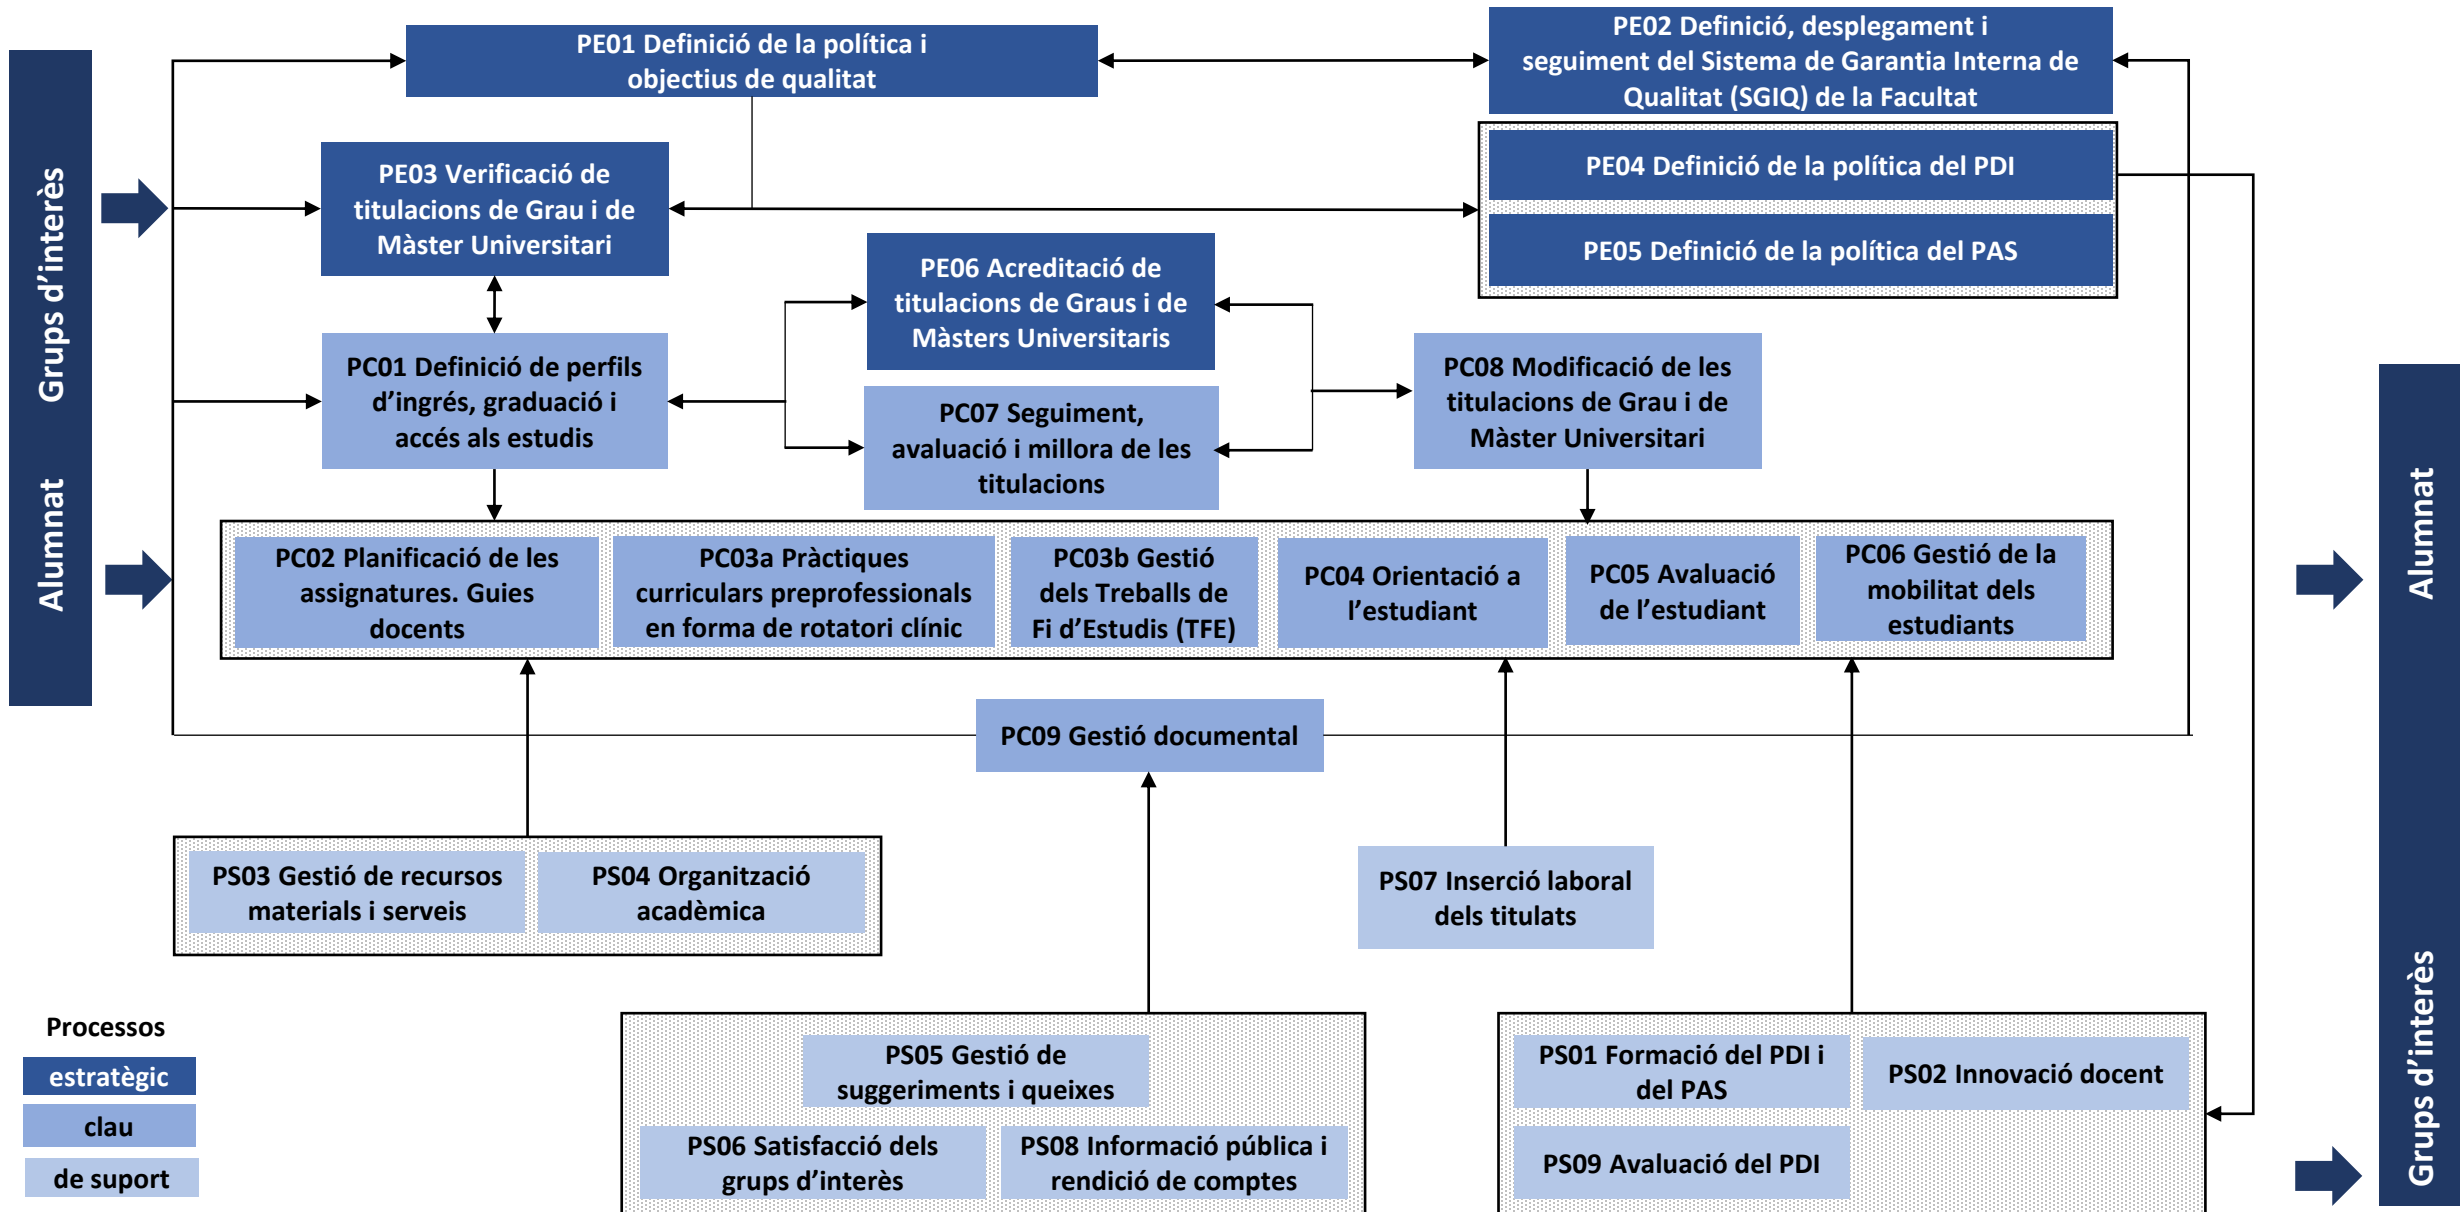 PE01 Definició de la política i
objectius de qualitat
PE02 Definició, desplegament i
seguiment del Sistema de Garantia Interna de
Qualitat (SGIQ) de la Facultat
Grups d’interès
Alumnat
PE03 Verificació de
titulacions de Grau i de
Màster Universitari
PE04 Definició de la política del PDI
PE05 Definició de la política del PAS
PE06 Acreditació de
titulacions de Graus i de
Màsters Universitaris
PC01 Definició de perfils
d’ingrés, graduació i
accés als estudis
PC07 Seguiment,
avaluació i millora de les
titulacions
PC08 Modificació de les
titulacions de Grau i de
Màster Universitari
PC02 Planificació de les
assignatures. Guies
docents
PC03a Pràctiques
curriculars preprofessionals
en forma de rotatori clínic
PC03b Gestió
dels Treballs de
Fi d’Estudis (TFE)
PC04 Orientació a
l’estudiant
PC05 Avaluació
de l’estudiant
PC06 Gestió de la
mobilitat dels
estudiants
Alumnat
Grups d’interès
PC09 Gestió documental
PS03 Gestió de recursos
materials i serveis
PS04 Organització
acadèmica
PS07 Inserció laboral
dels titulats
Processos
estratègic
clau
de suport
PS05 Gestió de
suggeriments i queixes
PS06 Satisfacció dels
grups d’interès
PS08 Informació pública i
rendició de comptes
PS01 Formació del PDI i
del PAS
PS02 Innovació docent
PS09 Avaluació del PDI